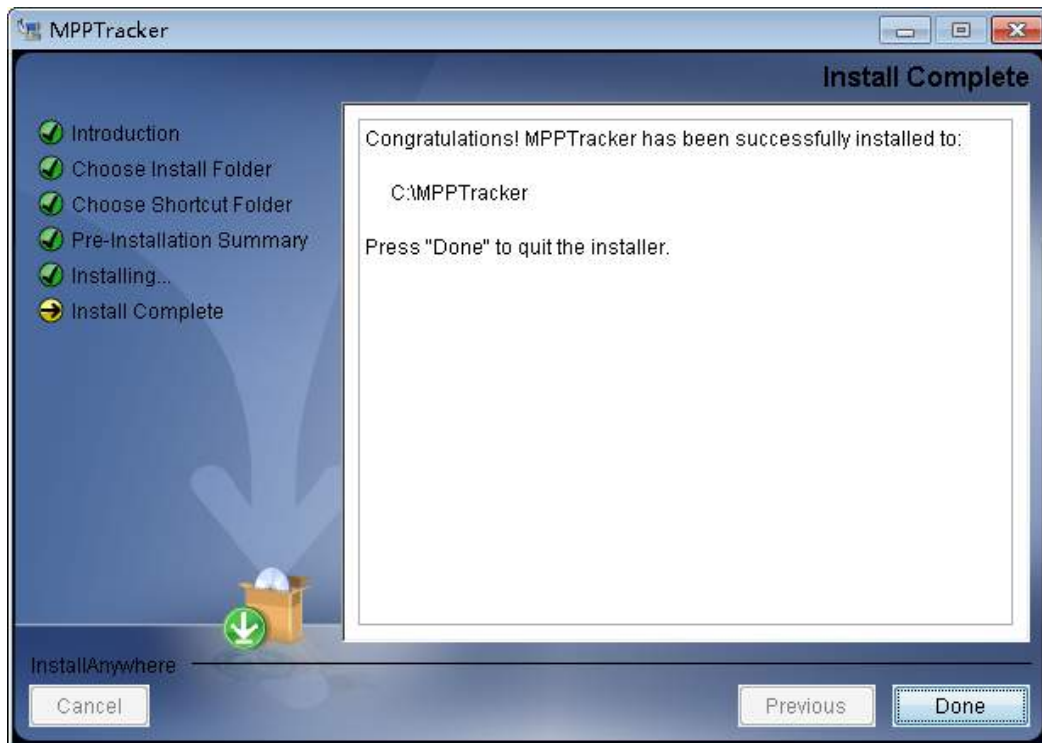 MPPTracker
Install Complete
Introduction
Choose Install Folder
Choose Shortcut Folder
Pre-Installation Summary
Installing...
Install Complete
Congratulations! MPPTracker has been successfully installed to:
C:\MPPTracker
Press "Done" to quit the installer.
InstallAnywhere
Cancel
Previous
Done